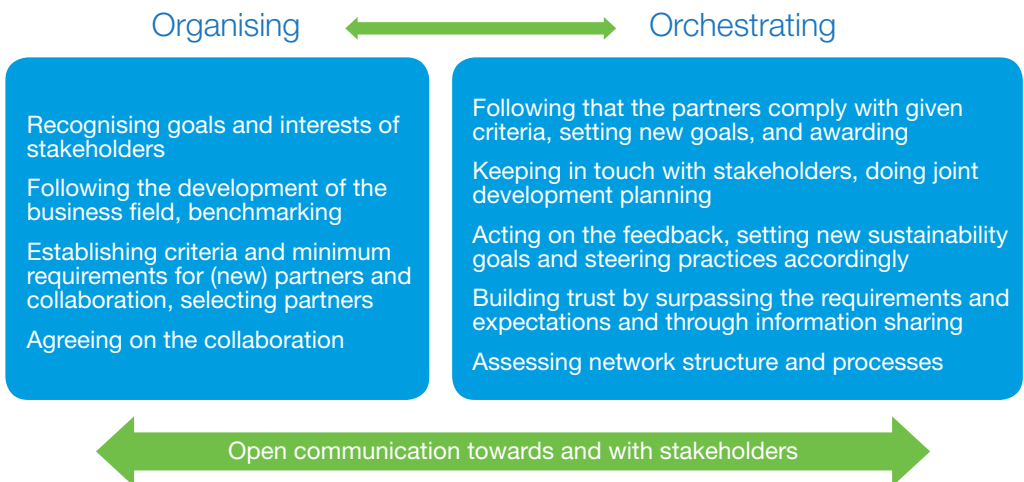 Organising
Orchestrating
Recognising goals and interests of
stakeholders
Following the development of the
business field, benchmarking
Establishing criteria and minimum
requirements for (new) partners and
collaboration, selecting partners
Agreeing on the collaboration
Following that the partners comply with given
criteria, setting new goals, and awarding
Keeping in touch with stakeholders, doing joint
development planning
Acting on the feedback, setting new sustainability
goals and steering practices accordingly
Building trust by surpassing the requirements and
expectations and through information sharing
Assessing network structure and processes
Open communication towards and with stakeholders